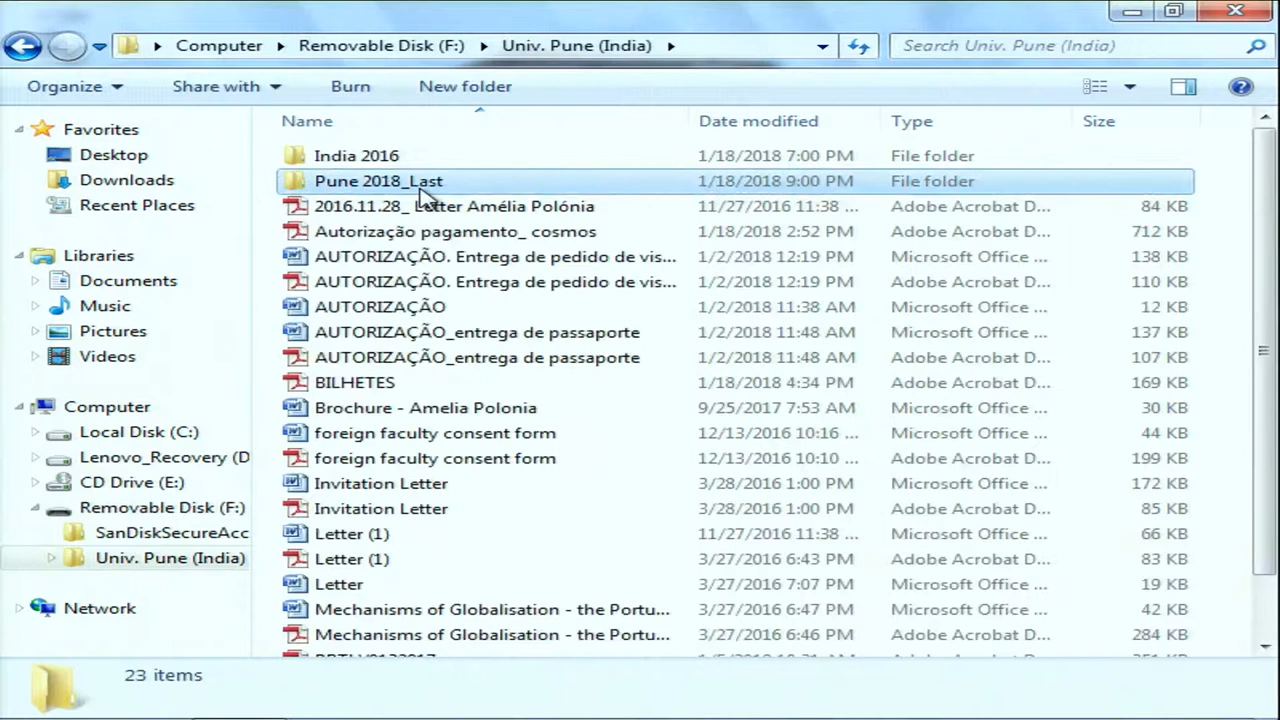 Computer Removable Disk (F:) Univ. Pune (India) Search Univ. Pune (India)
Organize Share with Burn New folder
Name Date modified Type Size
Favorites
Desktop
Downloads
Recent Places
Libraries
Documents
Music
Pictures
Videos
Computer
Local Disk (C:)
Lenovo_Recovery (D
CD Drive (E:)
Removable Disk (F:)
SanDiskSecureAcc
Univ. Pune (India)
Network
India 2016 1/18/2018 7:00 PM File folder
Pune 2018_Last 1/18/2018 9:00 PM File folder
2016.11.28_ Letter Amélia Polónia 11/27/2016 11:38 ... Adobe Acrobat D... 84 KB
Autorização pagamento_ cosmos 1/18/2018 2:52 PM Adobe Acrobat D... 712 KB
AUTORIZAÇÃO. Entrega de pedido de vis... 1/2/2018 12:19 PM Microsoft Office ... 138 KB
AUTORIZAÇÃO. Entrega de pedido de vis... 1/2/2018 12:19 PM Adobe Acrobat D... 110 KB
AUTORIZAÇÃO 1/2/2018 11:38 AM Microsoft Office ... 12 KB
AUTORIZAÇÃO_entrega de passaporte 1/2/2018 11:48 AM Microsoft Office ... 137 KB
AUTORIZAÇÃO_entrega de passaporte 1/2/2018 11:48 AM Adobe Acrobat D... 107 KB
BILHETES 1/18/2018 4:34 PM Adobe Acrobat D... 169 KB
Brochure - Amelia Polonia 9/25/2017 7:53 AM Microsoft Office ... 30 KB
foreign faculty consent form 12/13/2016 10:16 ... Microsoft Office ... 44 KB
foreign faculty consent form 12/13/2016 10:10 ... Adobe Acrobat D... 199 KB
Invitation Letter 3/28/2016 1:00 PM Microsoft Office ... 172 KB
Invitation Letter 3/28/2016 1:00 PM Adobe Acrobat D... 85 KB
Letter (1) 11/27/2016 11:38 ... Microsoft Office ... 66 KB
Letter (1) 3/27/2016 6:43 PM Adobe Acrobat D... 83 KB
Letter 3/27/2016 7:07 PM Microsoft Office ... 19 KB
Mechanisms of Globalisation - the Portu... 3/27/2016 6:47 PM Microsoft Office ... 42 KB
Mechanisms of Globalisation - the Portu... 3/27/2016 6:46 PM Adobe Acrobat D... 284 KB
23 items